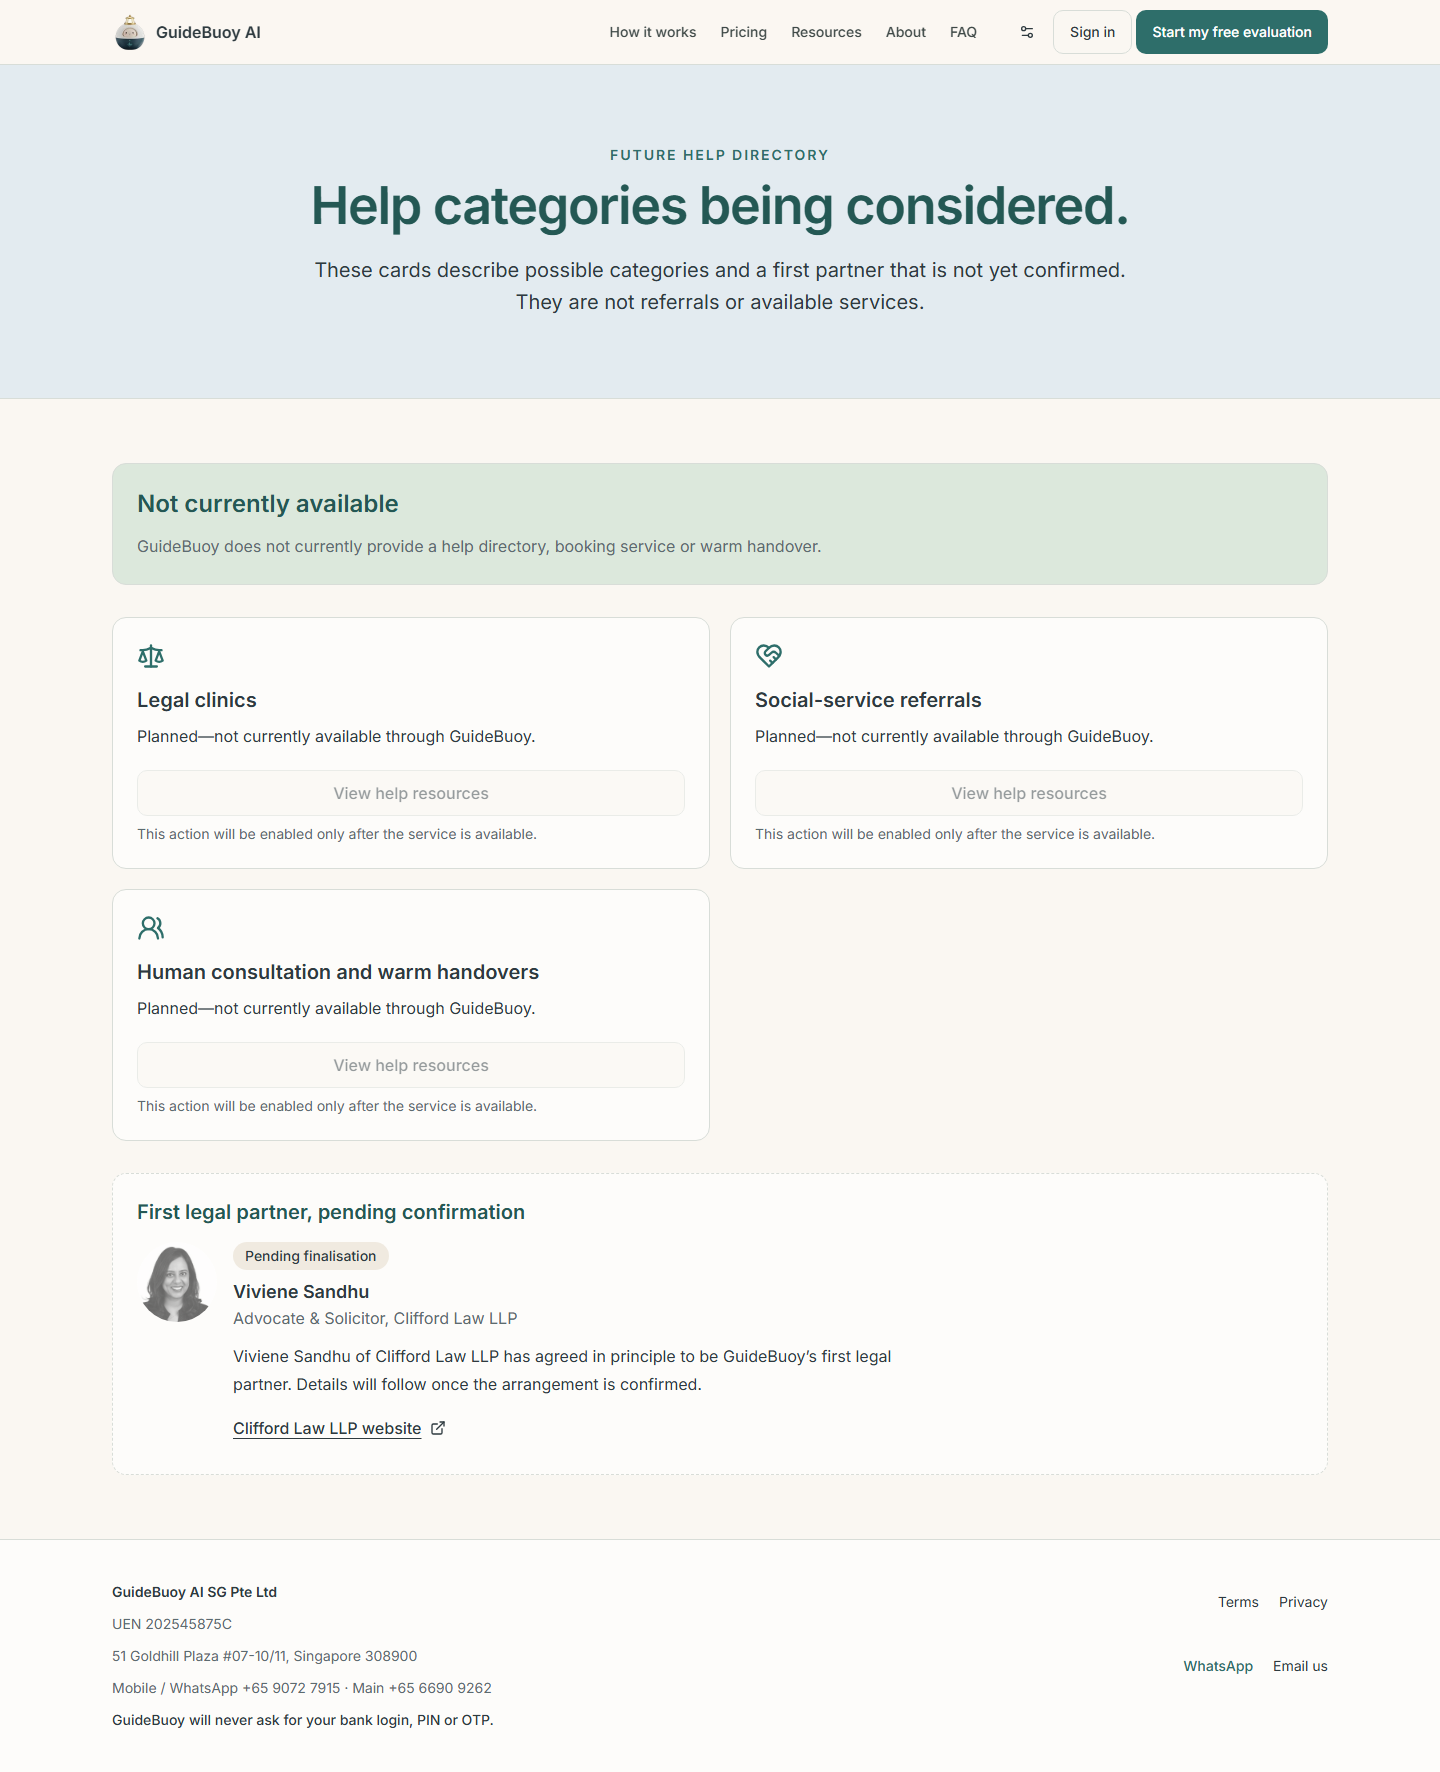 GuideBuoy AI
How it works
Pricing
Resources
About
FAQ
Sign in
Start my free evaluation
FUTURE HELP DIRECTORY
Help categories being considered.
These cards describe possible categories and a first partner that is not yet confirmed.
They are not referrals or available services.
Not currently available
GuideBuoy does not currently provide a help directory, booking service or warm handover.
Legal clinics
Planned—not currently available through GuideBuoy.
View help resources
This action will be enabled only after the service is available.
Social-service referrals
Planned—not currently available through GuideBuoy.
View help resources
This action will be enabled only after the service is available.
Human consultation and warm handovers
Planned—not currently available through GuideBuoy.
View help resources
This action will be enabled only after the service is available.
First legal partner, pending confirmation
Pending finalisation
Viviene Sandhu
Advocate & Solicitor, Clifford Law LLP
Viviene Sandhu of Clifford Law LLP has agreed in principle to be GuideBuoy’s first legal
partner. Details will follow once the arrangement is confirmed.
Clifford Law LLP website
GuideBuoy AI SG Pte Ltd
UEN 202545875C
51 Goldhill Plaza #07-10/11, Singapore 308900
Mobile / WhatsApp +65 9072 7915 · Main +65 6690 9262
GuideBuoy will never ask for your bank login, PIN or OTP.
Terms
Privacy
WhatsApp
Email us